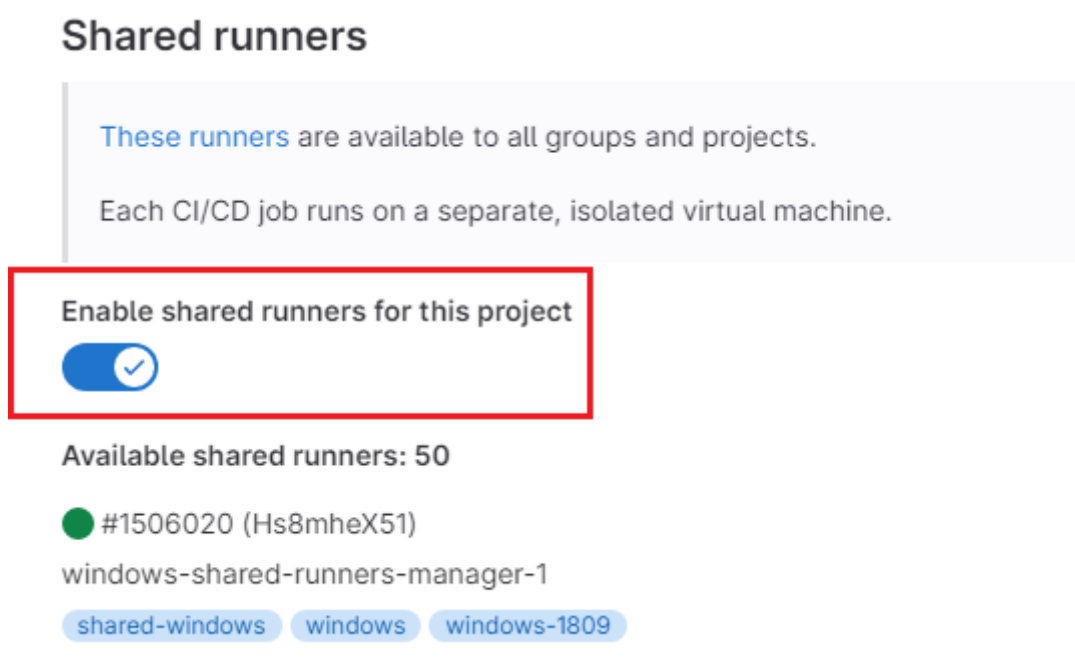 Shared runners
These runners are available to all groups and projects.
Each CI/CD job runs on a separate, isolated virtual machine.
Enable shared runners for this project
Available shared runners: 50
#1506020 (Hs8mheX51)
windows-shared-runners-manager-1
shared-windows windows windows-1809